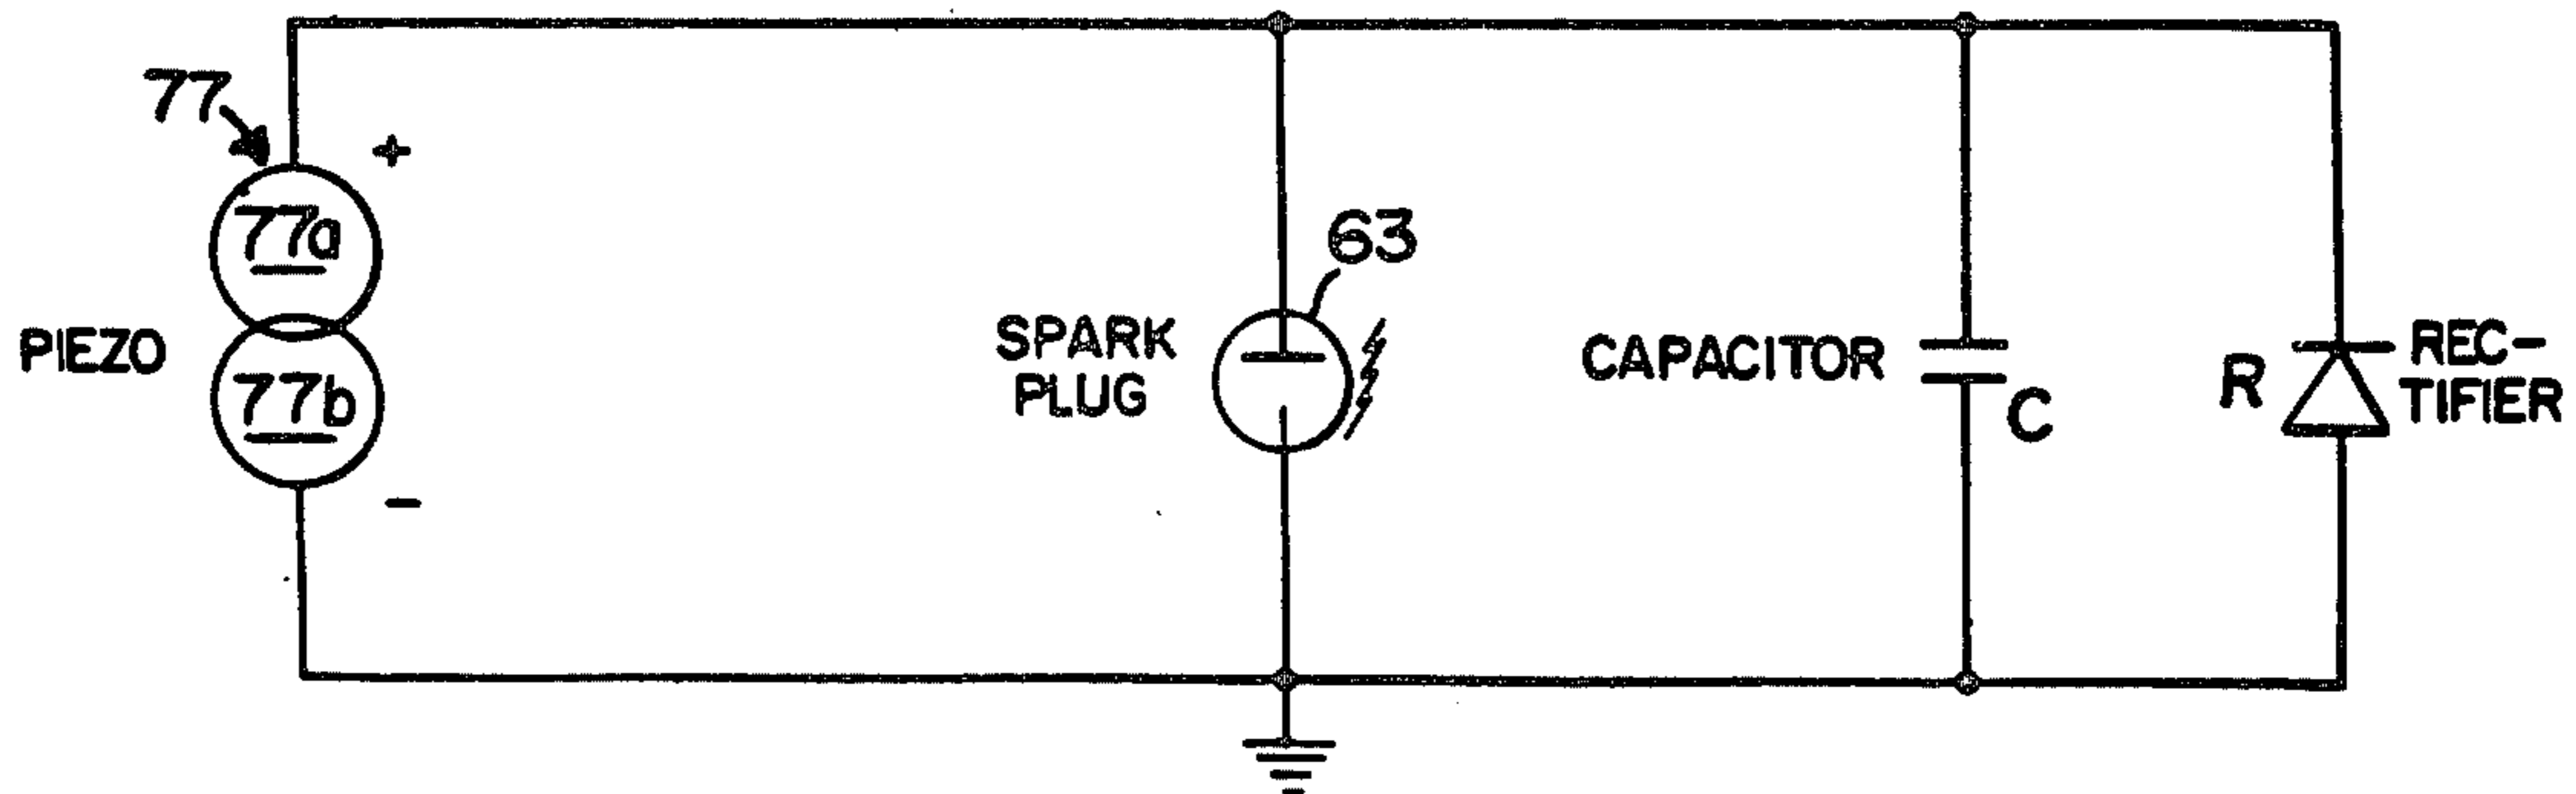 77
+
77a
PIEZO
77b
-
63
SPARK
PLUG
CAPACITOR
C
R
REC-
TIFIER